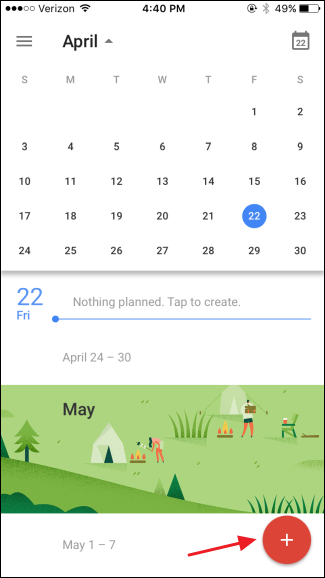 Verizon 4:40 PM 49%
April 22
S M T W T F S
1 2
3 4 5 6 7 8 9
10 11 12 13 14 15 16
17 18 19 20 21 22 23
24 25 26 27 28 29 30
22 Nothing planned. Tap to create.
Fri
April 24 – 30
May
May 1 – 7
+